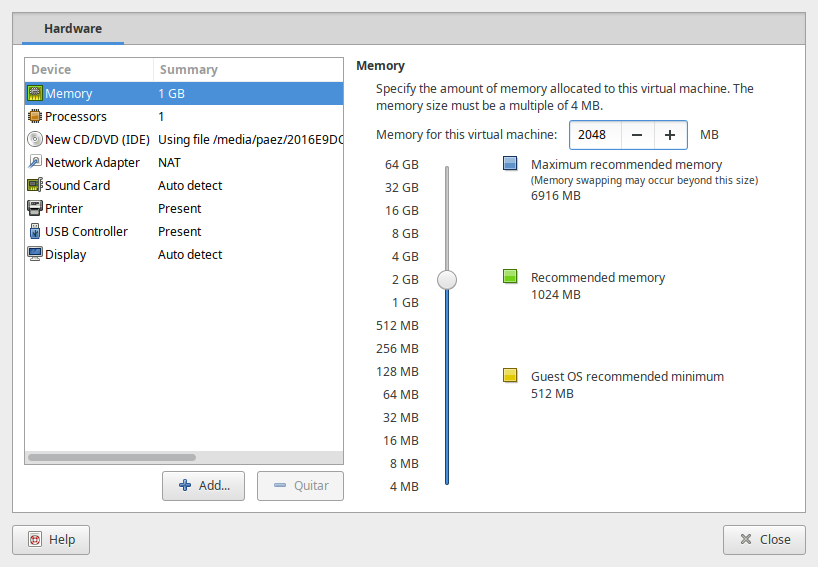 Hardware
Device Summary
Memory 1 GB
Processors 1
New CD/DVD (IDE) Using file /media/paez/2016E9DC
Network Adapter NAT
Sound Card Auto detect
Printer Present
USB Controller Present
Display Auto detect
Add...
Quitar
Memory
Specify the amount of memory allocated to this virtual machine. The
memory size must be a multiple of 4 MB.
Memory for this virtual machine: 2048 − + MB
64 GB
32 GB
16 GB
8 GB
4 GB
2 GB
1 GB
512 MB
256 MB
128 MB
64 MB
32 MB
16 MB
8 MB
4 MB
Maximum recommended memory
(Memory swapping may occur beyond this size)
6916 MB
Recommended memory
1024 MB
Guest OS recommended minimum
512 MB
Help
Close